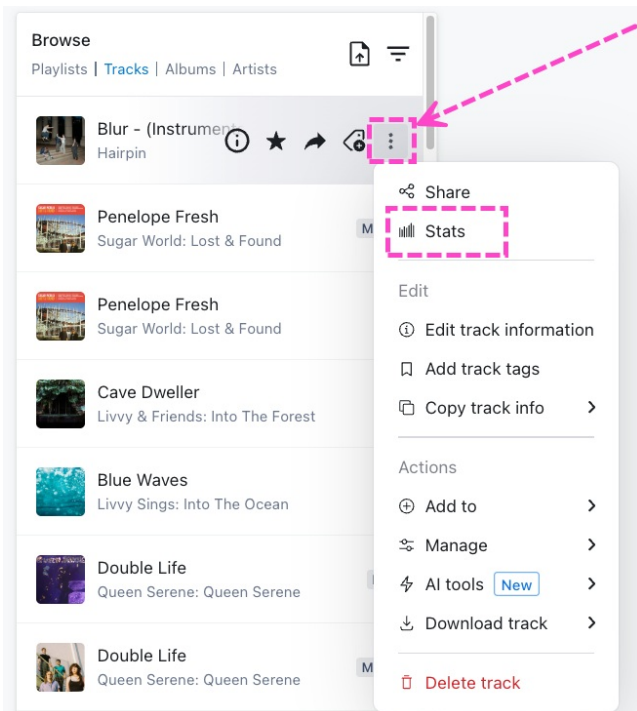 Browse
Playlists | Tracks | Albums | Artists
Blur - (Instrument
Hairpin
Share
Penelope Fresh
M
Sugar World: Lost & Found
Stats
Edit
Penelope Fresh
Sugar World: Lost & Found
Edit track information
Add track tags
Cave Dweller
Livvy & Friends: Into The Forest
Copy track info
Actions
Blue Waves
Livvy Sings: Into The Ocean
Add to
Manage
Double Life
Queen Serene: Queen Serene
AI tools New
Download track
Double Life
M
Queen Serene: Queen Serene
Delete track